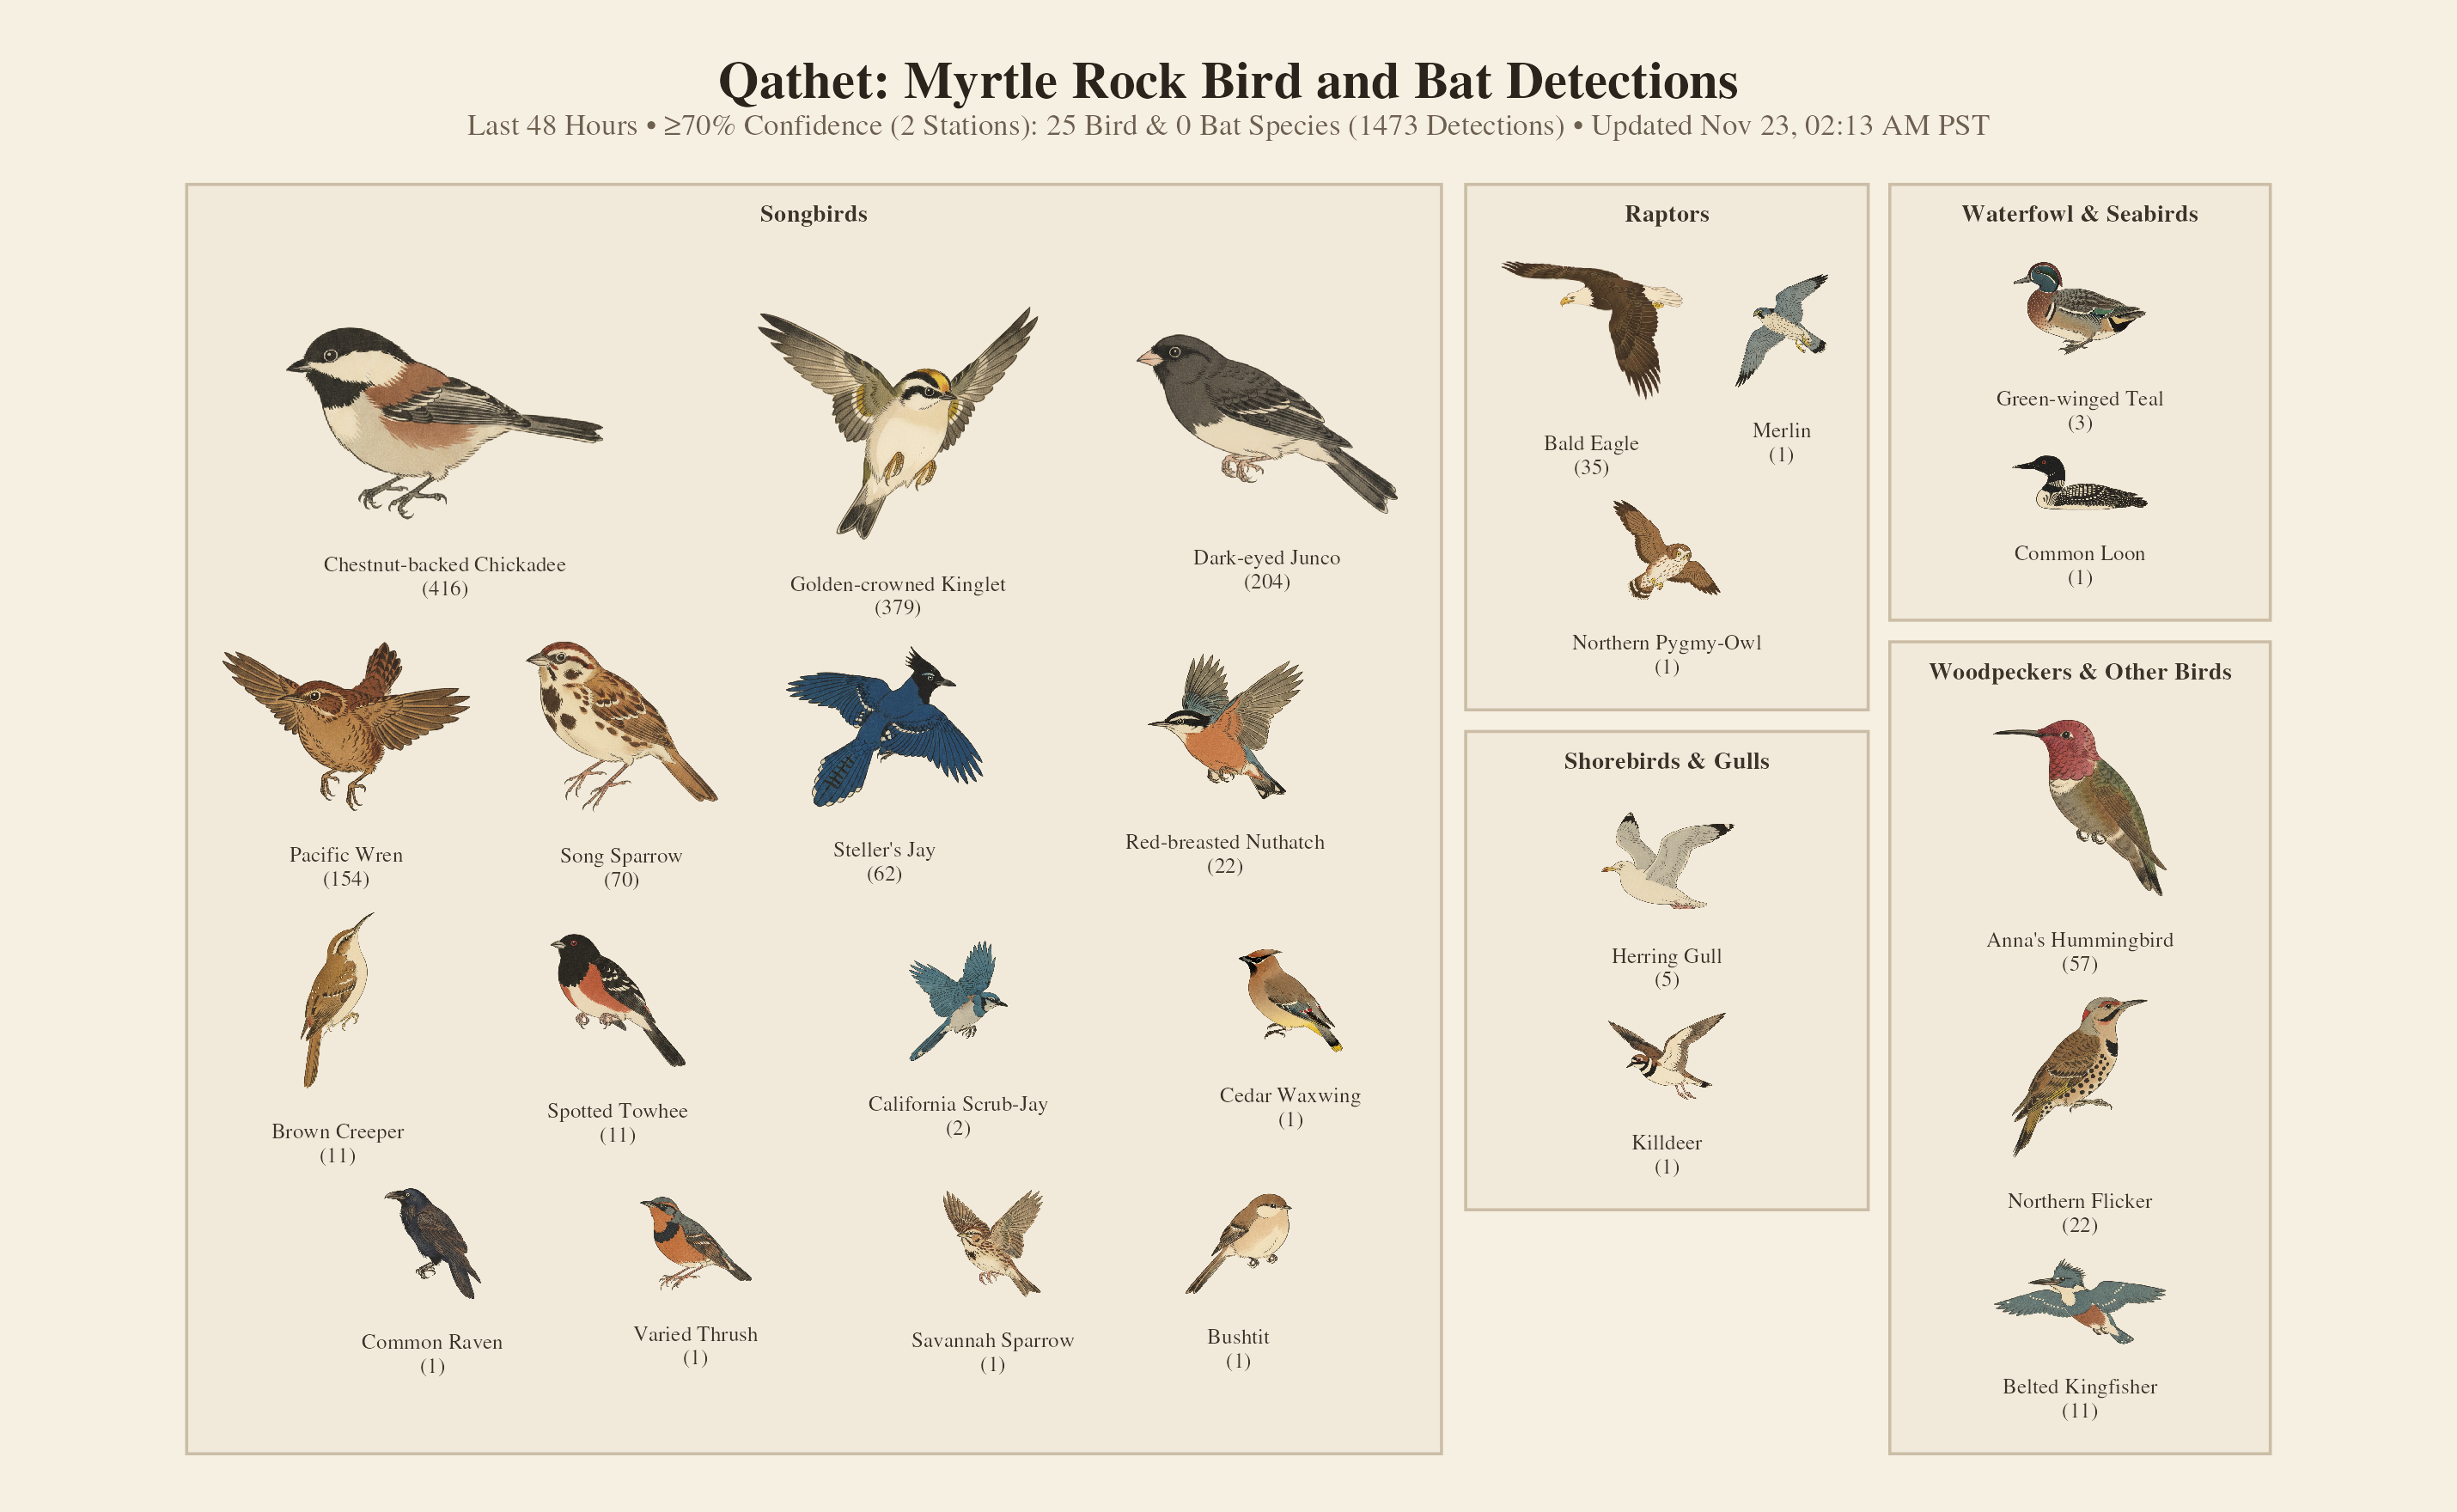 Qathet: Myrtle Rock Bird and Bat Detections
Last 48 Hours • ≥70% Confidence (2 Stations): 25 Bird & 0 Bat Species (1473 Detections) • Updated Nov 23, 02:13 AM PST
Songbirds
Chestnut-backed Chickadee
(416)
Golden-crowned Kinglet
(379)
Dark-eyed Junco
(204)
Pacific Wren
(154)
Song Sparrow
(70)
Steller's Jay
(62)
Red-breasted Nuthatch
(22)
Brown Creeper
(11)
Spotted Towhee
(11)
California Scrub-Jay
(2)
Cedar Waxwing
(1)
Common Raven
(1)
Varied Thrush
(1)
Savannah Sparrow
(1)
Bushtit
(1)
Raptors
Bald Eagle
(35)
Merlin
(1)
Northern Pygmy-Owl
(1)
Shorebirds & Gulls
Herring Gull
(5)
Killdeer
(1)
Waterfowl & Seabirds
Green-winged Teal
(3)
Common Loon
(1)
Woodpeckers & Other Birds
Anna's Hummingbird
(57)
Northern Flicker
(22)
Belted Kingfisher
(11)